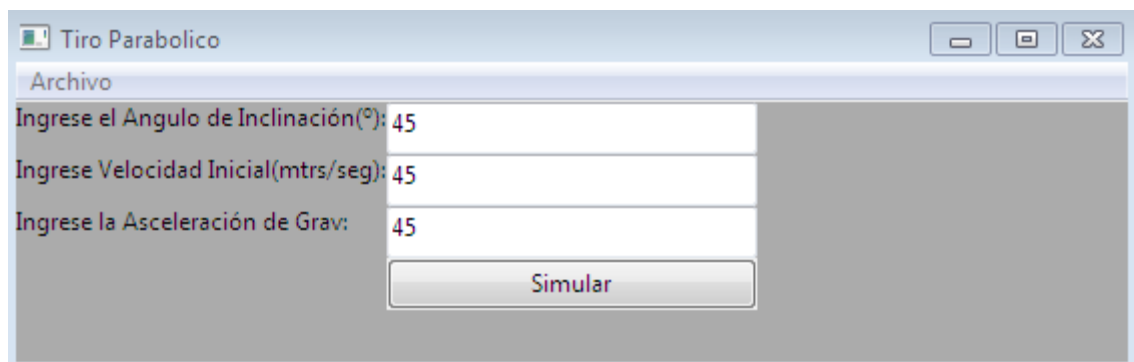 Tiro Parabolico
Archivo
Ingrese el Angulo de Inclinación(º): 45
Ingrese Velocidad Inicial(mtrs/seg): 45
Ingrese la Asceleración de Grav: 45
Simular